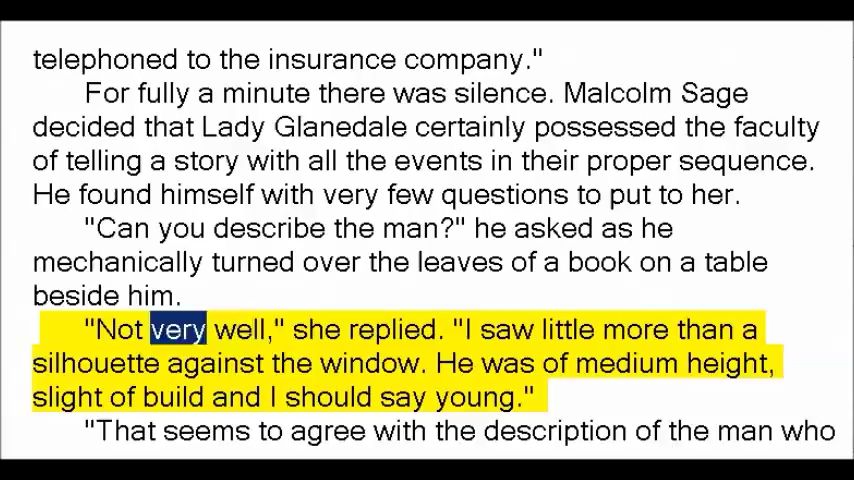 telephoned to the insurance company."
For fully a minute there was silence. Malcolm Sage
decided that Lady Glanedale certainly possessed the faculty
of telling a story with all the events in their proper sequence.
He found himself with very few questions to put to her.
"Can you describe the man?" he asked as he
mechanically turned over the leaves of a book on a table
beside him.
"Not very well," she replied. "I saw little more than a
silhouette against the window. He was of medium height,
slight of build and I should say young."
"That seems to agree with the description of the man who